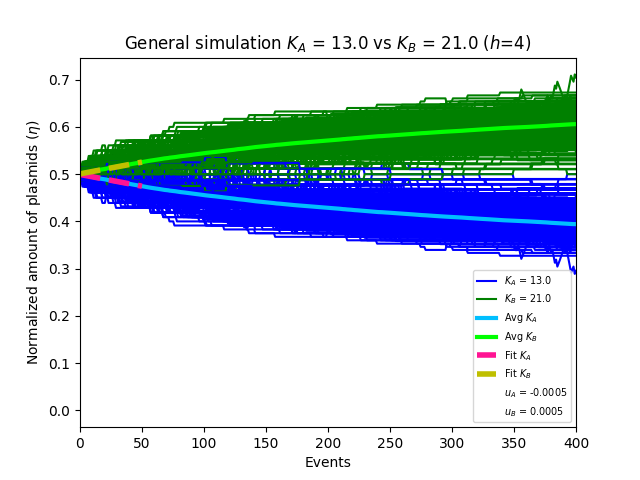 General simulation K_A = 13.0 vs K_B = 21.0 (h=4)
Normalized amount of plasmids (η)
0.7
0.6
0.5
0.4
0.3
0.2
0.1
0.0
K_A = 13.0
K_B = 21.0
Avg K_A
Avg K_B
Fit K_A
Fit K_B
u_A = -0.0005
u_B = 0.0005
0 50 100 150 200 250 300 350 400
Events